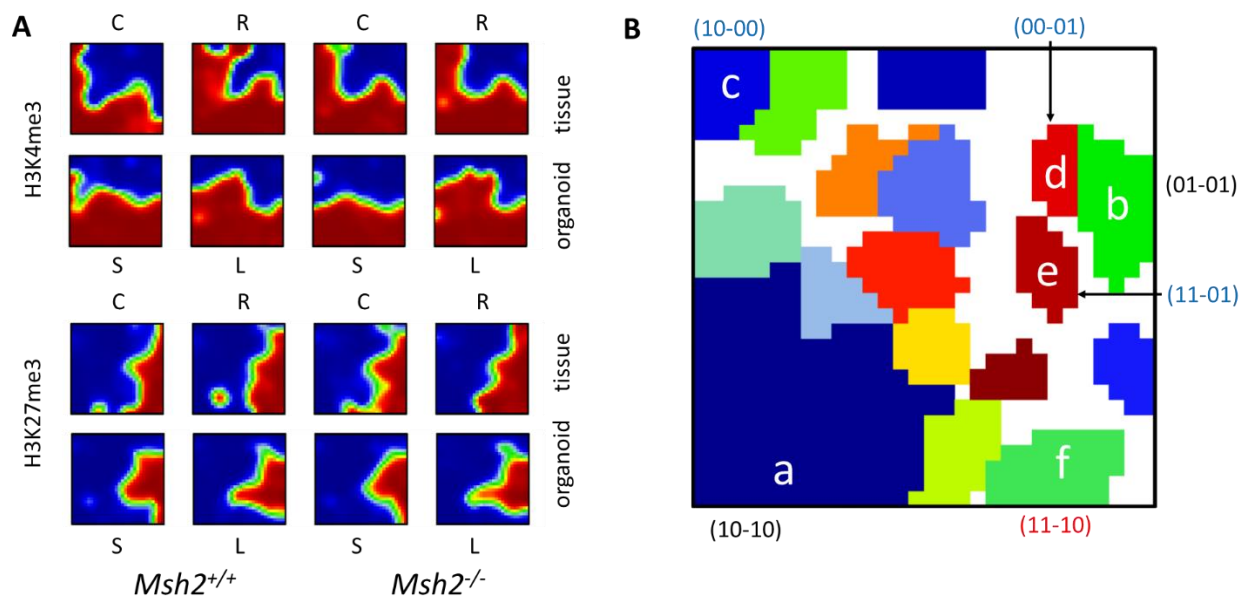 A
C R C R
H3K4me3
tissue
organoid
S L S L
C R C R
H3K27me3
tissue
organoid
S L S L
Msh2+/+ Msh2-/-
B
(10-00) (00-01)
c
d
b
(01-01)
e
(11-01)
a
f
(10-10) (11-10)